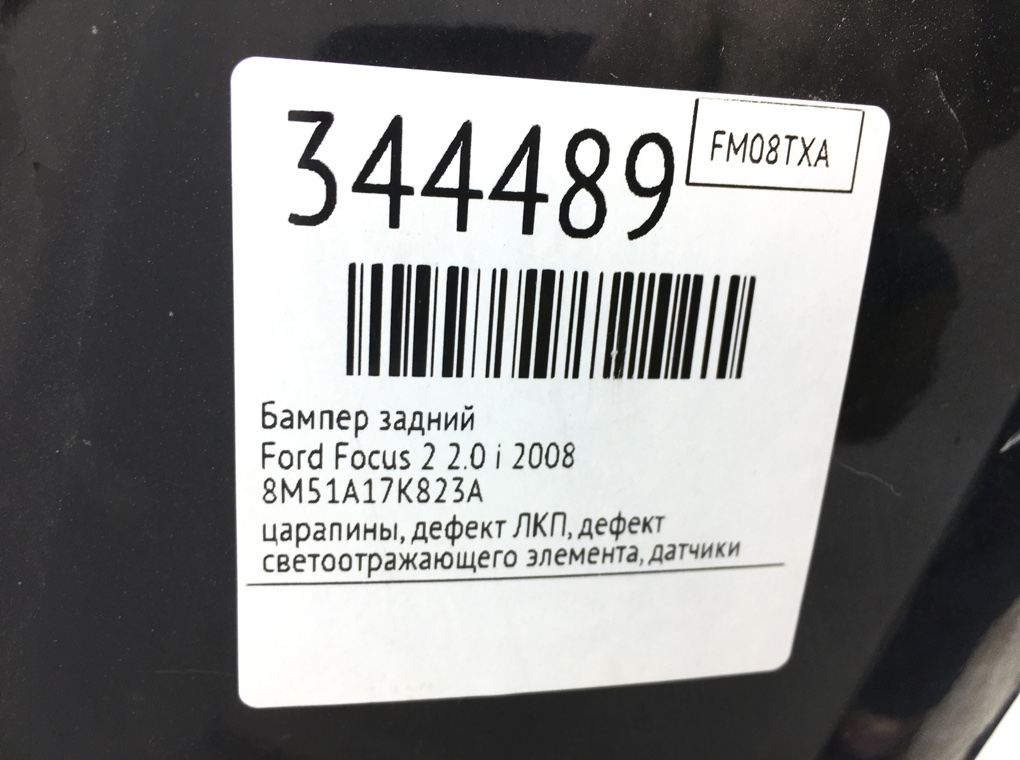 344489
FM08TXA
Бампер задний
Ford Focus 2 2.0 i 2008
8M51A17K823A
царапины, дефект ЛКП, дефект
светоотражающего элемента, датчики